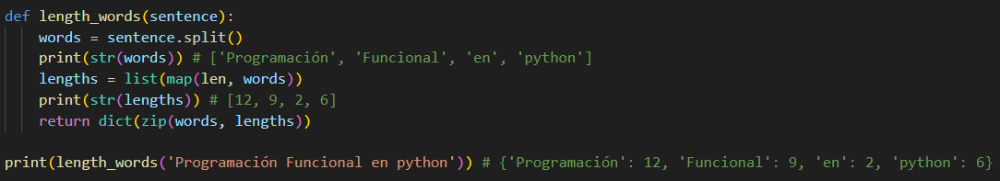 def length_words(sentence):
    words = sentence.split()
    print(str(words)) # ['Programación', 'Funcional', 'en', 'python']
    lengths = list(map(len, words))
    print(str(lengths)) # [12, 9, 2, 6]
    return dict(zip(words, lengths))

print(length_words('Programación Funcional en python')) # {'Programación': 12, 'Funcional': 9, 'en': 2, 'python': 6}